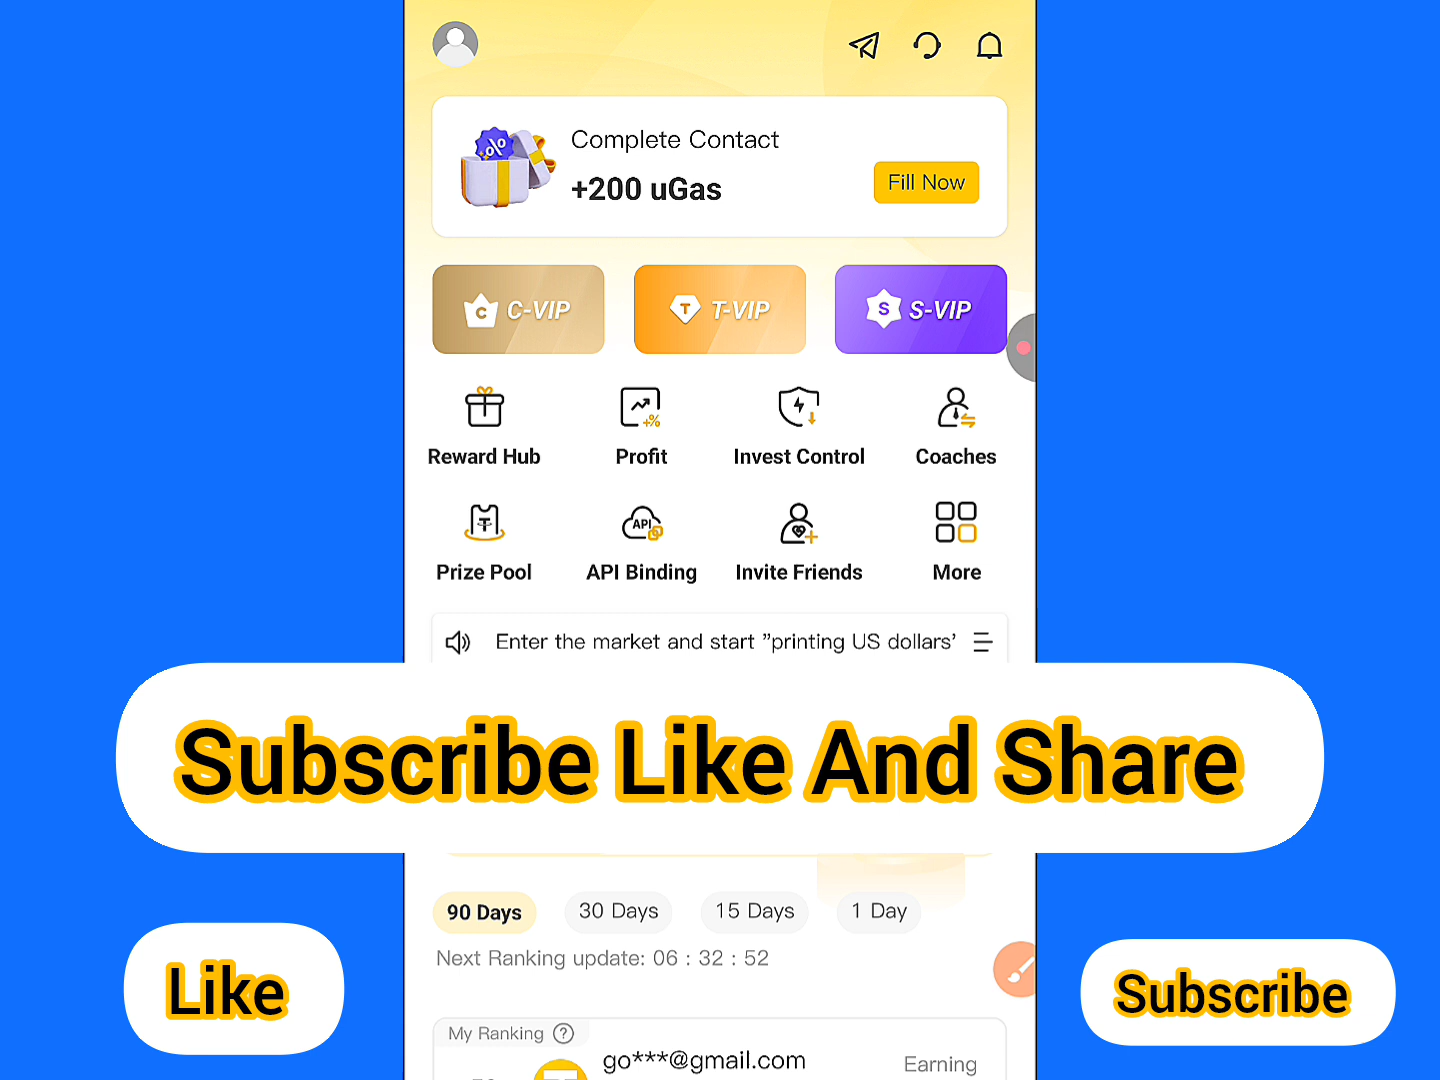 Complete Contact
+200 uGas
Fill Now
C C-VIP
T T-VIP
S S-VIP
Reward Hub
Profit
Invest Control
Coaches
Prize Pool
API
API Binding
Invite Friends
More
Enter the market and start "printing US dollars'
Subscribe Like And Share
90 Days
30 Days
15 Days
1 Day
Next Ranking update: 06 : 32 : 52
Like
Subscribe
My Ranking ?
go***@gmail.com
Earning